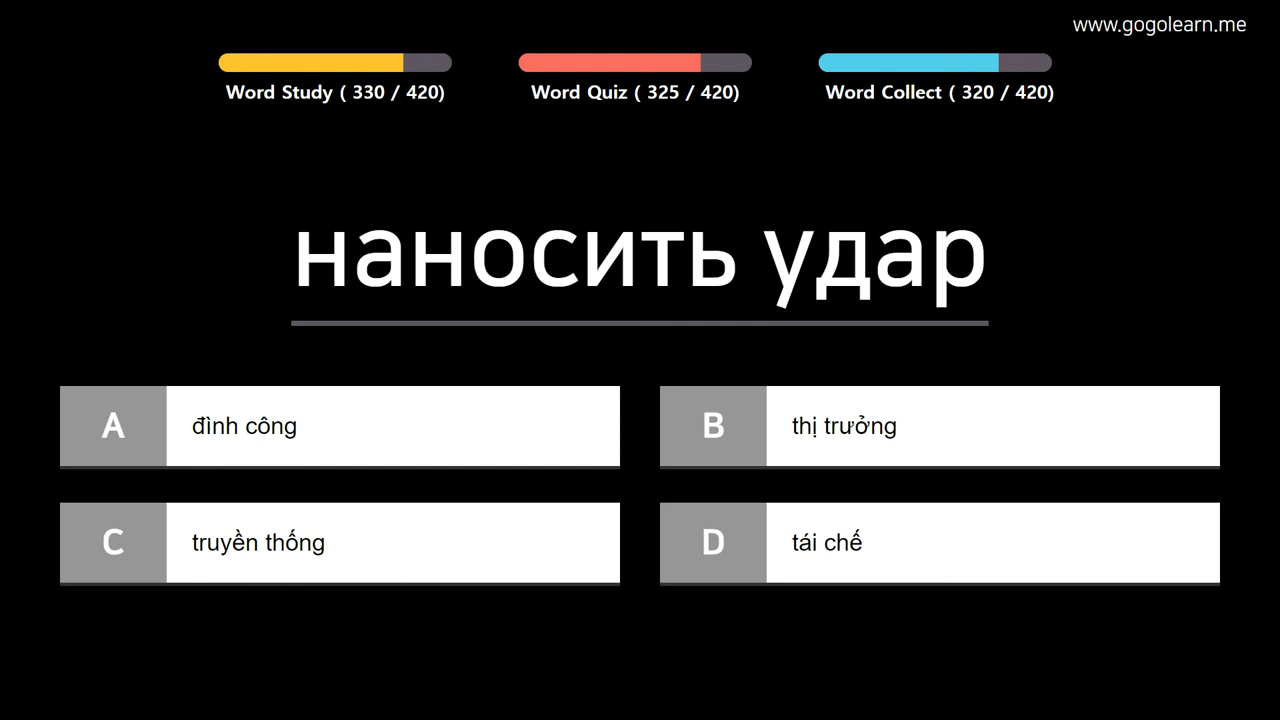 www.gogolearn.me
Word Study ( 330 / 420)
Word Quiz ( 325 / 420)
Word Collect ( 320 / 420)
наносить удар
A đình công
B thị trưởng
C truyền thống
D tái chế